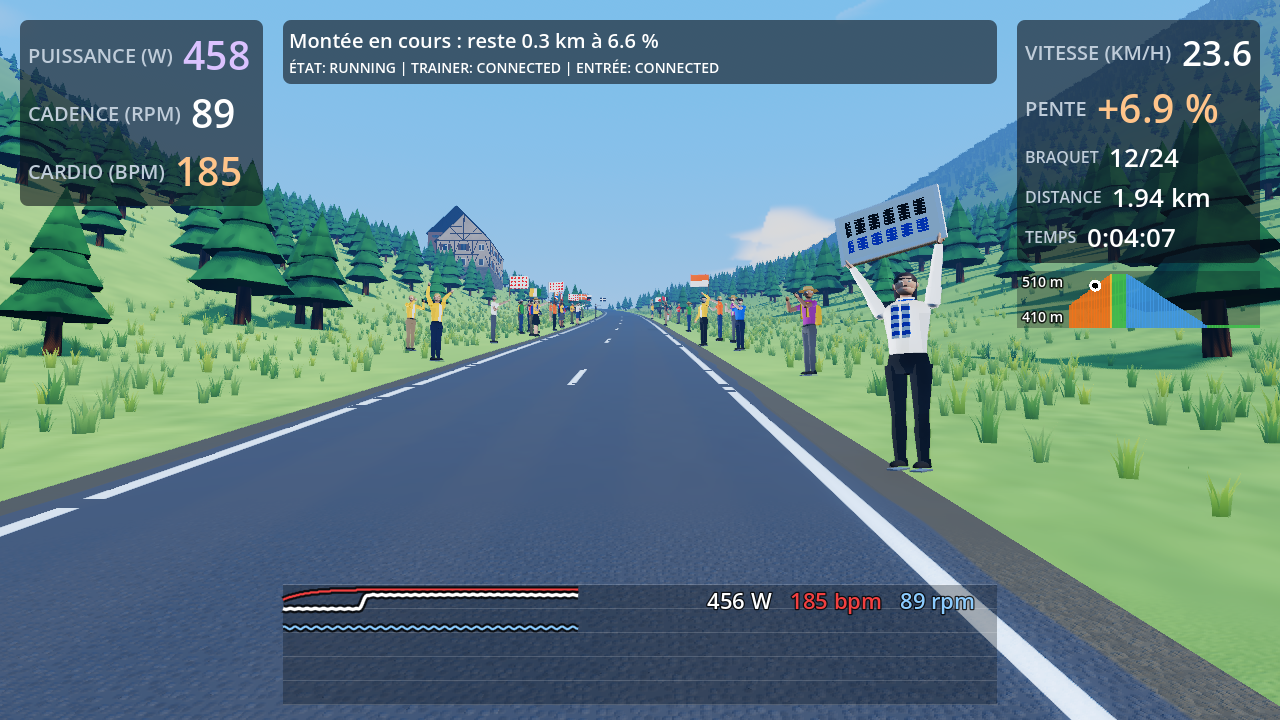 PUISSANCE (W) 458
CADENCE (RPM) 89
CARDIO (BPM) 185
Montée en cours : reste 0.3 km à 6.6 %
ÉTAT: RUNNING | TRAINER: CONNECTED | ENTRÉE: CONNECTED
VITESSE (KM/H) 23.6
PENTE +6.9 %
BRAQUET 12/24
DISTANCE 1.94 km
TEMPS 0:04:07
510 m
410 m
456 W 185 bpm 89 rpm